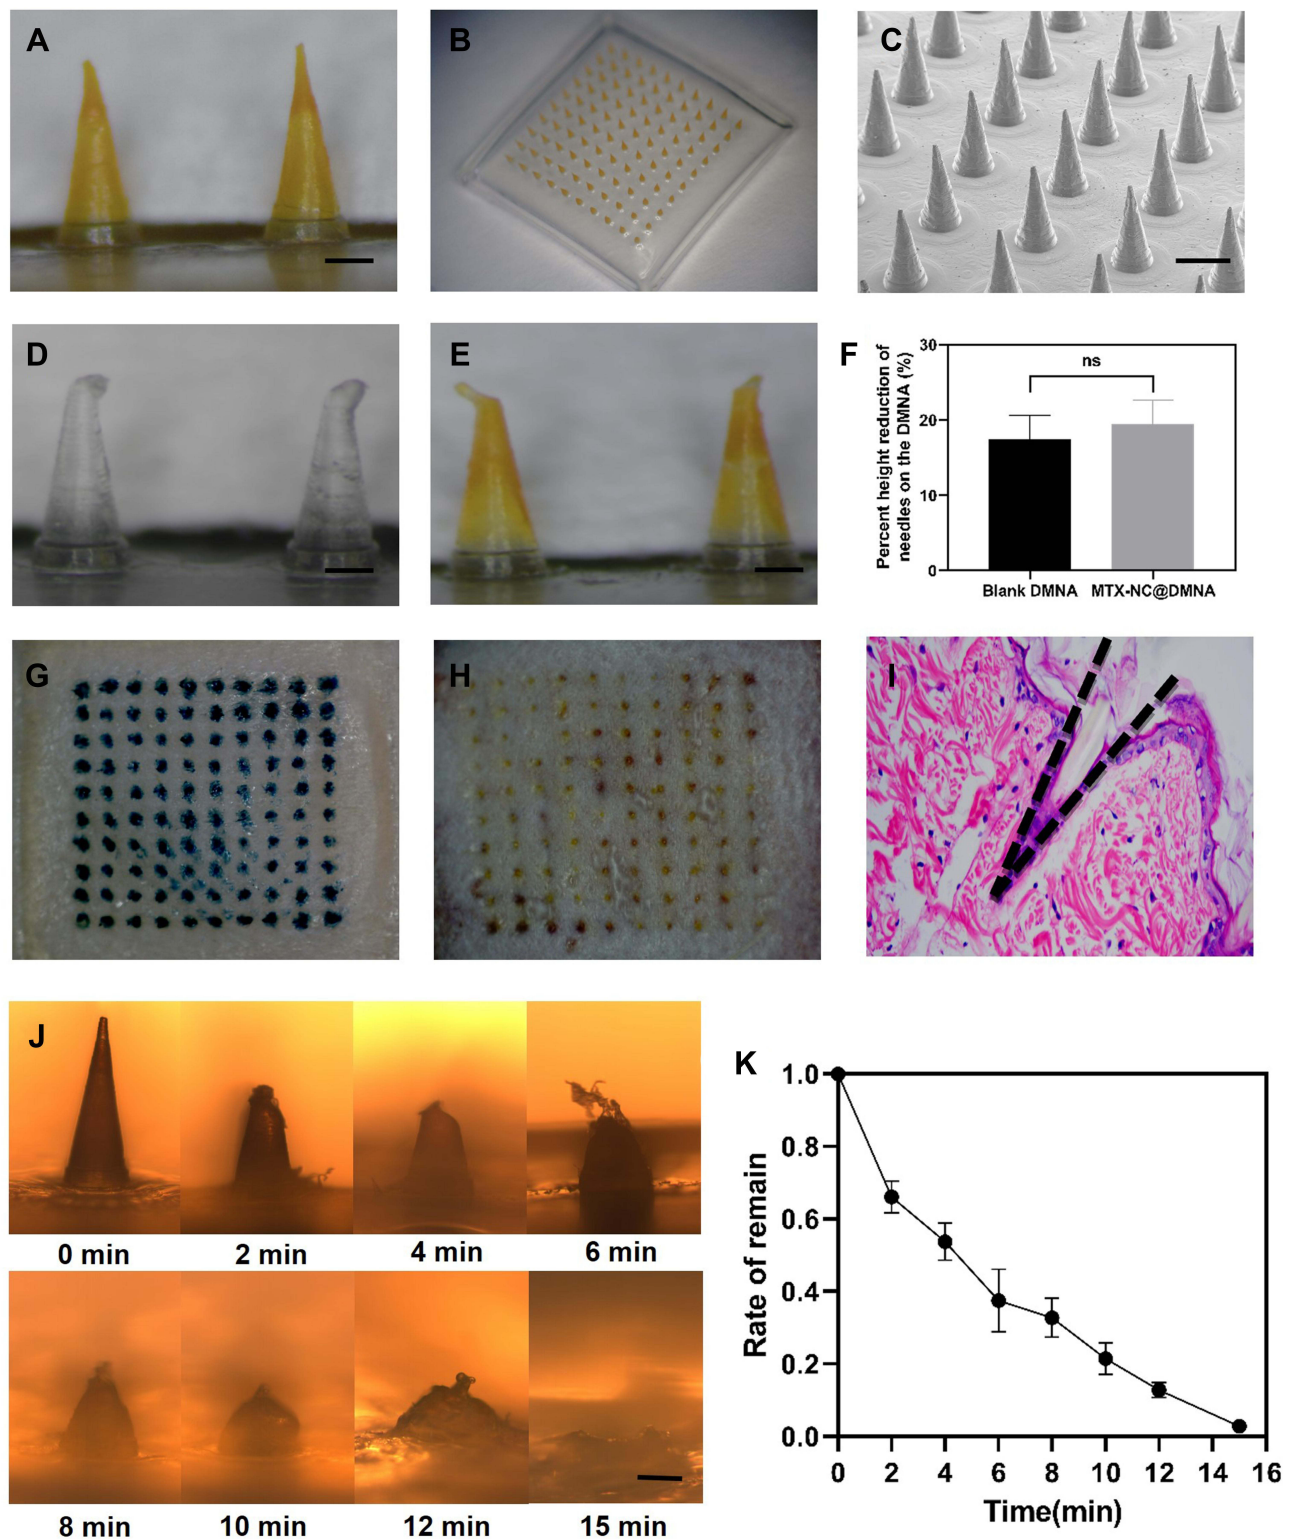 A
B
C
D
E
F
Percent height reduction of
needles on the DMNA (%)
30
20
10
0
ns
Blank DMNA
MTX-NC@DMNA
G
H
I
J
0 min
2 min
4 min
6 min
8 min
10 min
12 min
15 min
K
Rate of remain
1.0
0.8
0.6
0.4
0.2
0.0
0
2
4
6
8
10
12
14
16
Time(min)